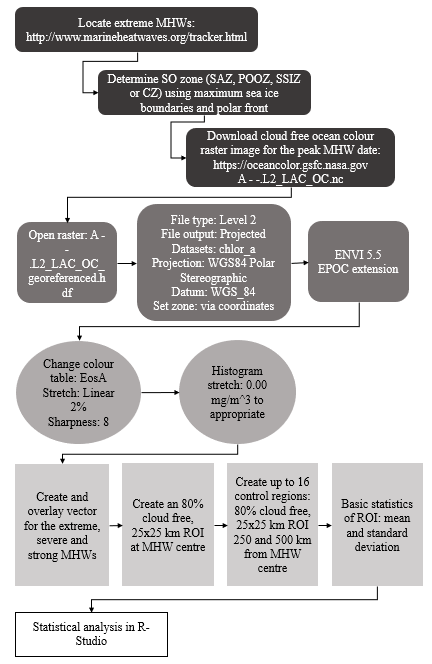 Locate extreme MHWs:
http://www.marineheatwaves.org/tracker.html
Determine SO zone (SAZ, POOZ, SSIZ
or CZ) using maximum sea ice
boundaries and polar front
Download cloud free ocean colour
raster image for the peak MHW date:
https://oceancolor.gsfc.nasa.gov
A - -.L2_LAC_OC.nc
Open raster: A -
-
.L2_LAC_OC_
georeferenced.h
df
File type: Level 2
File output: Projected
Datasets: chlor_a
Projection: WGS84 Polar
Stereographic
Datum: WGS_84
Set zone: via coordinates
ENVI 5.5
EPOC extension
Change colour
table: EosA
Stretch: Linear
2%
Sharpness: 8
Histogram
stretch: 0.00
mg/m^3 to
appropriate
Create and
overlay vector
for the extreme,
severe and
strong MHWs
Create an 80%
cloud free,
25x25 km ROI
at MHW centre
Create up to 16
control regions:
80% cloud free,
25x25 km ROI
250 and 500 km
from MHW
centre
Basic statistics
of ROI: mean
and standard
deviation
Statistical analysis in R-
Studio